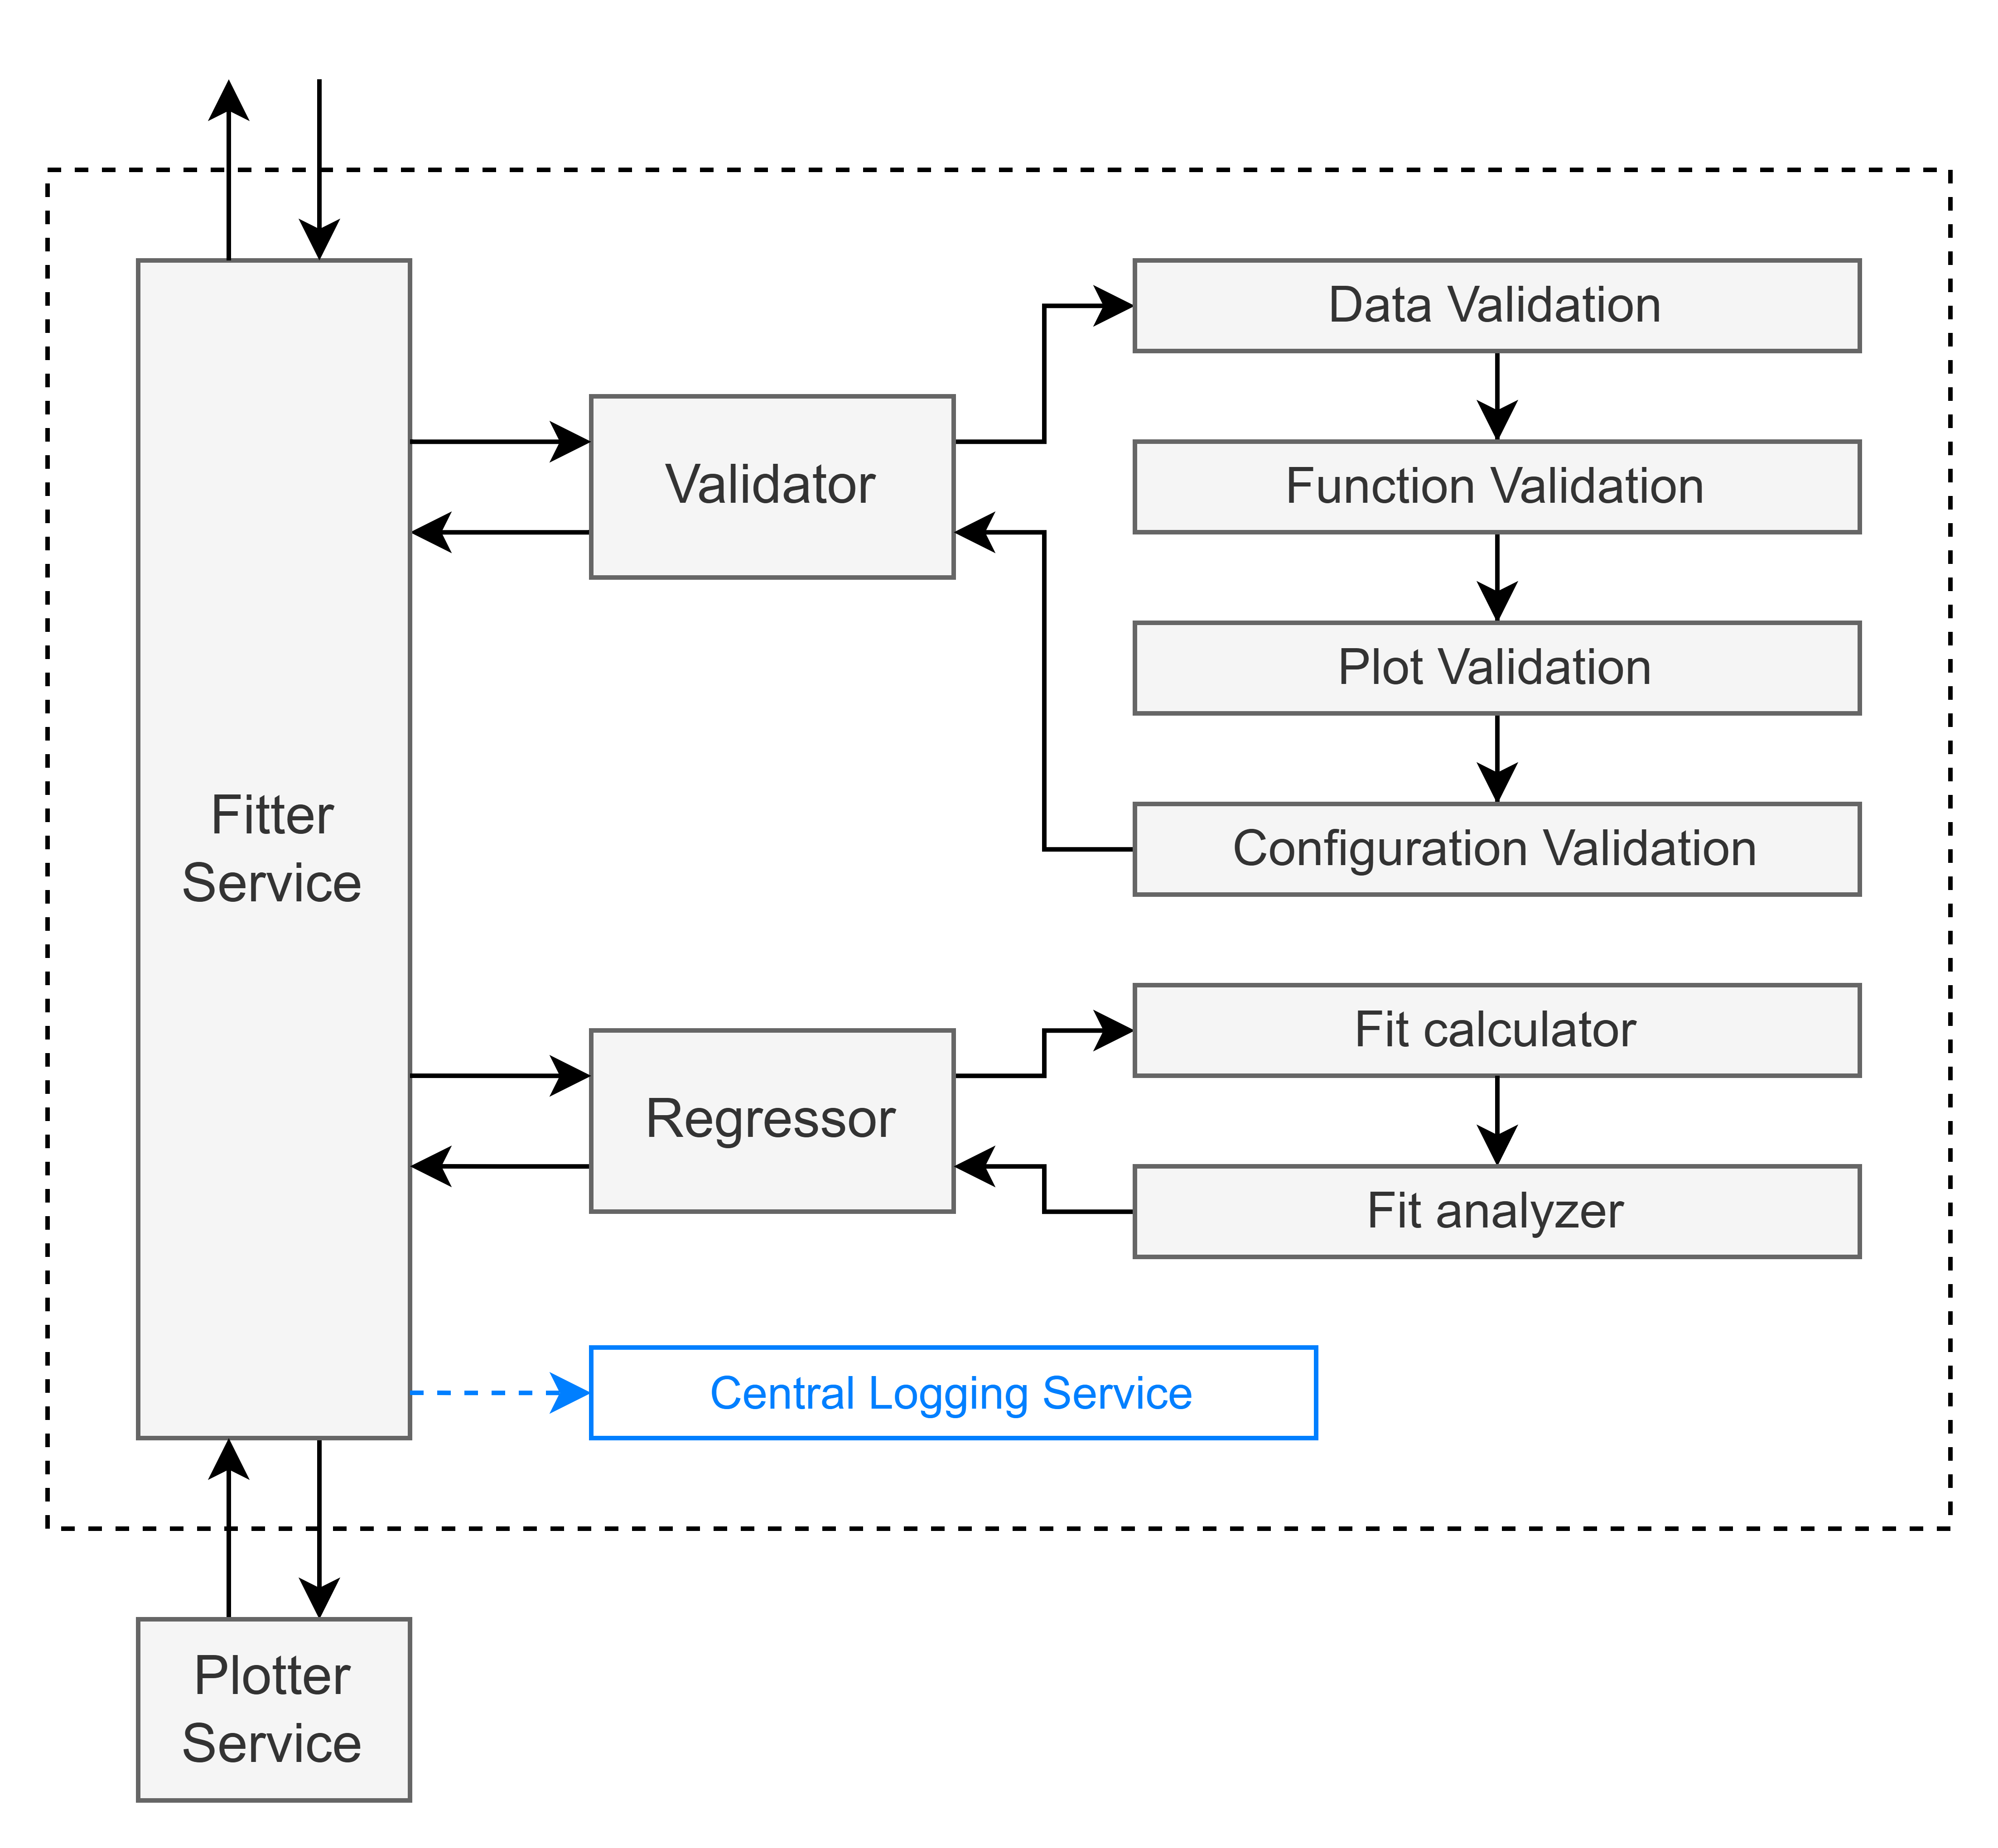 Data Validation
Validator
Function Validation
Plot Validation
Fitter
Service
Configuration Validation
Fit calculator
Regressor
Fit analyzer
Central Logging Service
Plotter
Service